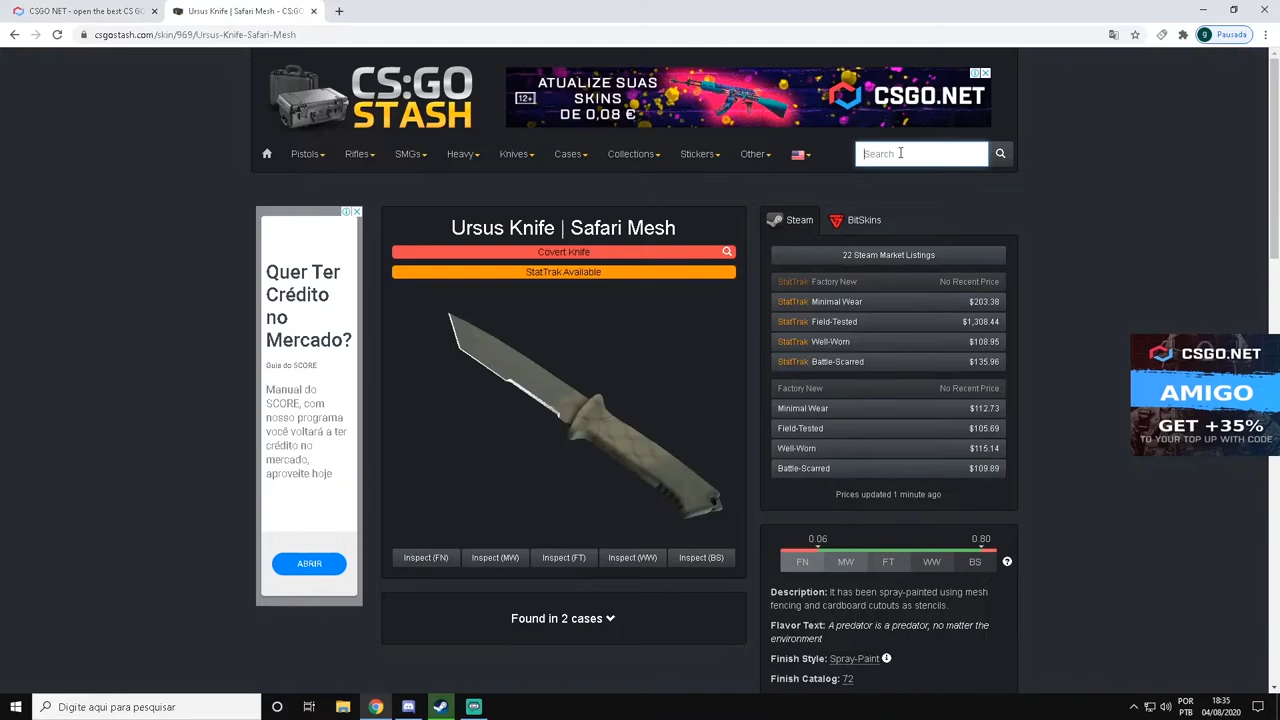 CSGO.NET - open the best CS GO
Ursus Knife | Safari Mesh - CS:GO
csgostash.com/skin/969/Ursus-Knife-Safari-Mesh
g Pausada
CS:GO
STASH
ATUALIZE SUAS
SKINS
DE 0,08 €
12+
CSGO.NET
Pistols
Rifles
SMGs
Heavy
Knives
Cases
Collections
Stickers
Other
Search
Quer Ter
Crédito
no
Mercado?
Guia do SCORE
Manual do
SCORE, com
nosso programa
você voltará a ter
crédito no
mercado,
aproveite hoje
ABRIR
Ursus Knife | Safari Mesh
Covert Knife
StatTrak Available
Inspect (FN)
Inspect (MW)
Inspect (FT)
Inspect (WW)
Inspect (BS)
Found in 2 cases
Steam
BitSkins
22 Steam Market Listings
StatTrak Factory New No Recent Price
StatTrak Minimal Wear $203.38
StatTrak Field-Tested $1,308.44
StatTrak Well-Worn $108.95
StatTrak Battle-Scarred $135.96
Factory New No Recent Price
Minimal Wear $112.73
Field-Tested $105.69
Well-Worn $115.14
Battle-Scarred $109.89
Prices updated 1 minute ago
0.06 0.80
FN MW FT WW BS
Description: It has been spray-painted using mesh
fencing and cardboard cutouts as stencils.
Flavor Text: A predator is a predator, no matter the
environment
Finish Style: Spray-Paint
Finish Catalog: 72
CSGO.NET
AMIGO
GET +35%
TO YOUR TOP UP WITH CODE
Digite aqui para pesquisar
POR
PTB
18:35
04/08/2020